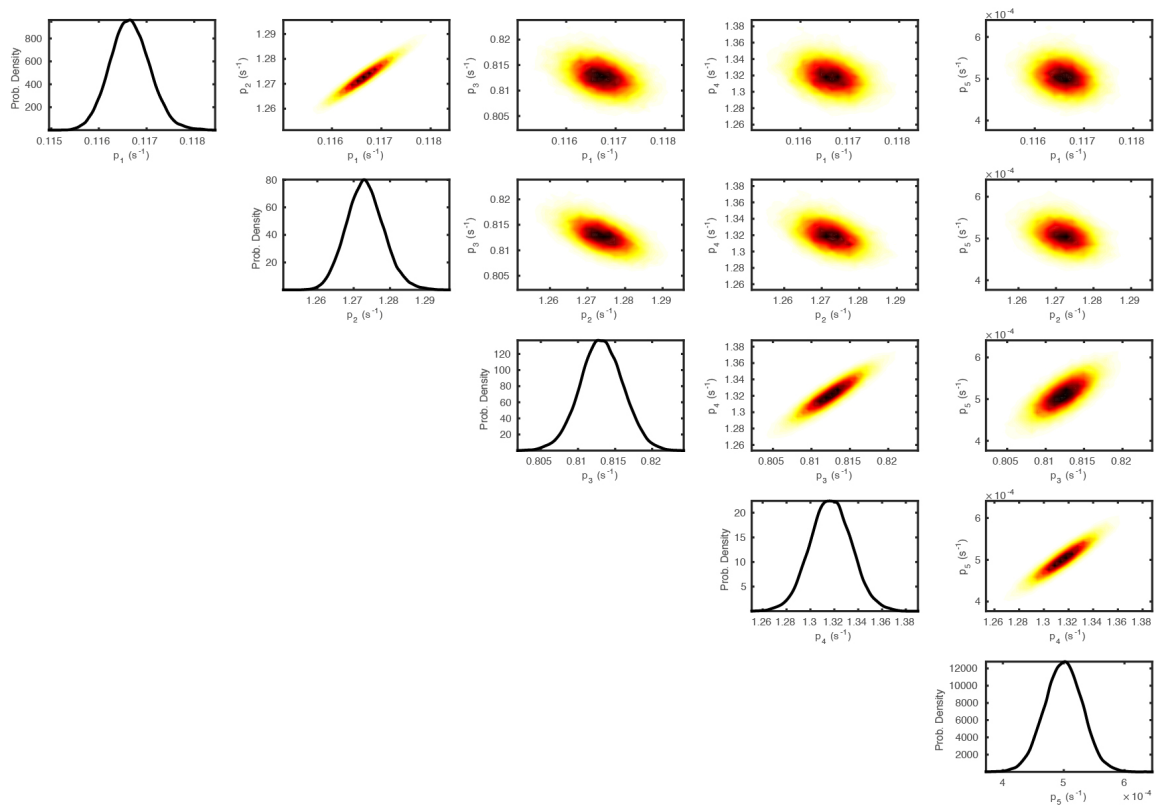 800
600
400
200
Prob. Density
0.115 0.116 0.117 0.118
p1 (s-1)
1.29
1.28
1.27
1.26
p2 (s-1)
0.116 0.117 0.118
p1 (s-1)
0.82
0.815
0.81
0.805
p3 (s-1)
0.116 0.117 0.118
p1 (s-1)
1.38
1.36
1.34
1.32
1.3
1.28
1.26
p4 (s-1)
0.116 0.117 0.118
p1 (s-1)
× 10-4
6
5
4
p5 (s-1)
0.116 0.117 0.118
p1 (s-1)
80
60
40
20
Prob. Density
1.26 1.27 1.28 1.29
p2 (s-1)
0.82
0.815
0.81
0.805
p3 (s-1)
1.26 1.27 1.28 1.29
p2 (s-1)
1.38
1.36
1.34
1.32
1.3
1.28
1.26
p4 (s-1)
1.26 1.27 1.28 1.29
p2 (s-1)
× 10-4
6
5
4
p5 (s-1)
1.26 1.27 1.28 1.29
p2 (s-1)
120
100
80
60
40
20
Prob. Density
0.805 0.81 0.815 0.82
p3 (s-1)
1.38
1.36
1.34
1.32
1.3
1.28
1.26
p4 (s-1)
0.805 0.81 0.815 0.82
p3 (s-1)
× 10-4
6
5
4
p5 (s-1)
0.805 0.81 0.815 0.82
p3 (s-1)
20
15
10
5
Prob. Density
1.26 1.28 1.3 1.32 1.34 1.36 1.38
p4 (s-1)
× 10-4
6
5
4
p5 (s-1)
1.26 1.28 1.3 1.32 1.34 1.36 1.38
p4 (s-1)
12000
10000
8000
6000
4000
2000
Prob. Density
4 5 6
p5 (s-1) × 10-4